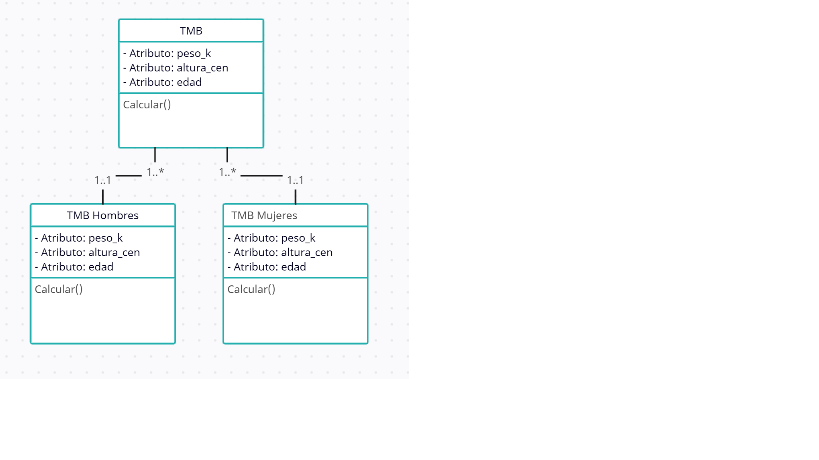 TMB
- Atributo: peso_k
- Atributo: altura_cen
- Atributo: edad
Calcular()
1..1
1..*
1..*
1..1
TMB Hombres
- Atributo: peso_k
- Atributo: altura_cen
- Atributo: edad
Calcular()
TMB Mujeres
- Atributo: peso_k
- Atributo: altura_cen
- Atributo: edad
Calcular()